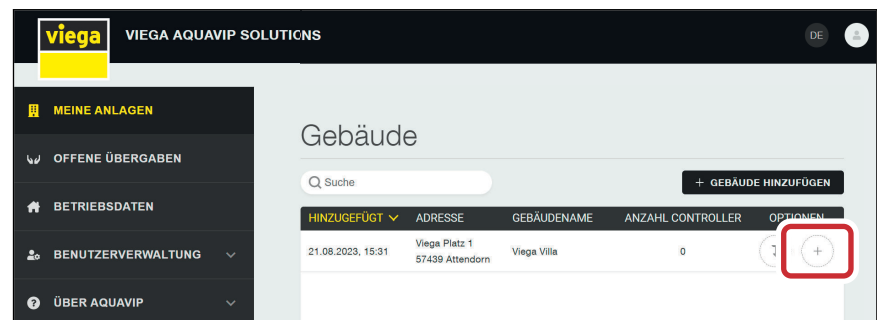 viega
VIEGA AQUAVIP SOLUTIONS
DE
MEINE ANLAGEN
OFFENE ÜBERGABEN
BETRIEBSDATEN
BENUTZERVERWALTUNG
ÜBER AQUAVIP
Gebäude
Suche
+ GEBÄUDE HINZUFÜGEN
HINZUGEFÜGT ADRESSE GEBÄUDENAME ANZAHL CONTROLLER OPTIONEN
21.08.2023, 15:31 Viega Platz 1 Viega Villa 0
57439 Attendorn